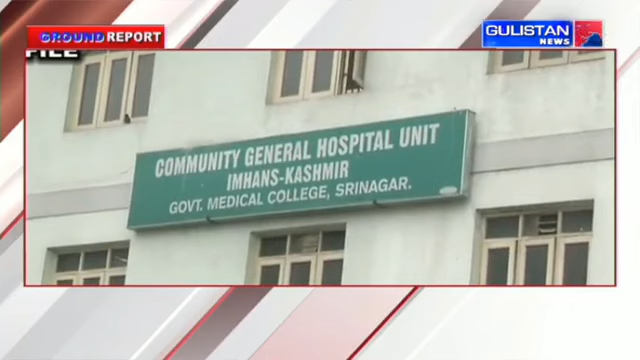 GROUND REPORT
GULISTAN
NEWS
FILE
COMMUNITY GENERAL HOSPITAL UNIT
IMHANS-KASHMIR
GOVT. MEDICAL COLLEGE, SRINAGAR.